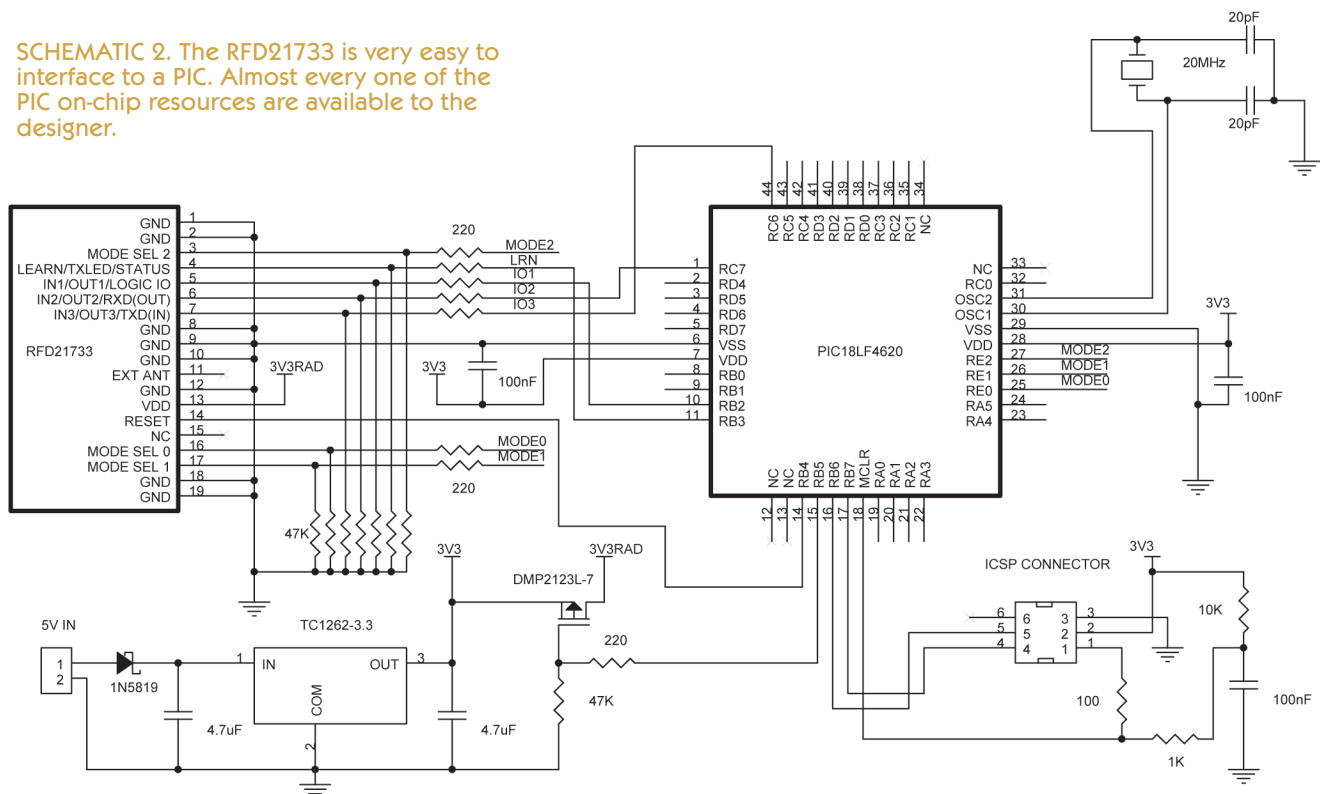 SCHEMATIC 2. The RFD21733 is very easy to
interface to a PIC. Almost every one of the
PIC on-chip resources are available to the
designer.
20pF
20MHz
20pF
RFD21733
GND 1
GND 2
MODE SEL 2 3
LEARN/TXLED/STATUS 4
IN1/OUT1/LOGIC IO 5
IN2/OUT2/RXD(OUT) 6
IN3/OUT3/TXD(IN) 7
GND 8
GND 9
GND 10
EXT ANT 11
GND 12
VDD 13
RESET 14
NC 15
MODE SEL 0 16
MODE SEL 1 17
GND 18
GND 19
220
MODE2
LRN
IO1
IO2
IO3
3V3RAD
3V3
100nF
MODE0
MODE1
220
47K
44 43 42 41 40 39 38 37 36 35 34
RC6 RC5 RC4 RD3 RD2 RD1 RD0 RC3 RC2 RC1 NC
1 RC7
2 RD4
3 RD5
4 RD6
5 RD7
6 VSS
7 VDD
8 RB0
9 RB1
10 RB2
11 RB3
PIC18LF4620
NC 33
RC0 32
OSC2 31
OSC1 30
VSS 29
VDD 28
RE2 27 MODE2
RE1 26 MODE1
RE0 25 MODE0
RA5 24
RA4 23
NC NC RB4 RB5 RB6 RB7 MCLR RA0 RA1 RA2 RA3
12 13 14 15 16 17 18 19 20 21 22
3V3
100nF
5V IN
1
2
1N5819
4.7uF
TC1262-3.3
1 IN
OUT 3
COM
2
3V3
4.7uF
DMP2123L-7
3V3RAD
220
47K
ICSP CONNECTOR
6 6 3 3
5 5 2 2
4 4 1 1
3V3
10K
100
1K
100nF